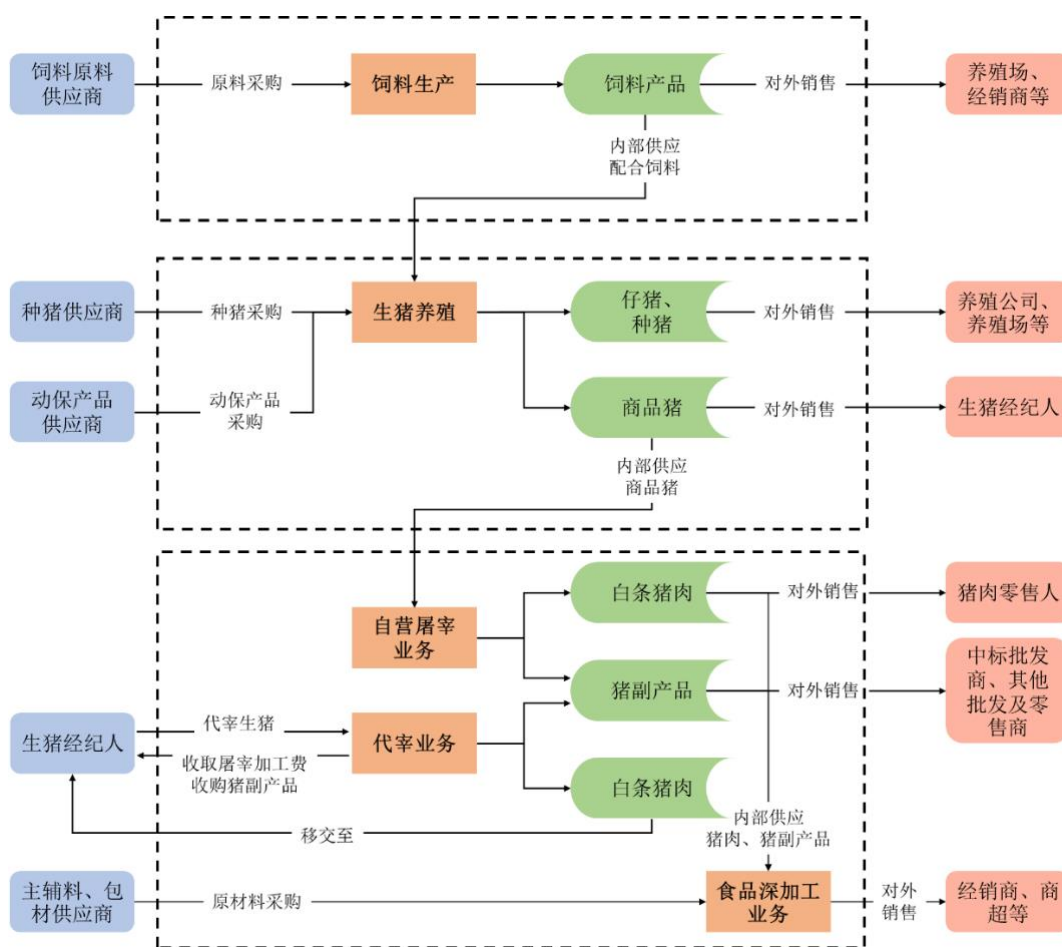 饲料原料
供应商
原料采购
饲料生产
饲料产品
对外销售
养殖场、
经销商等
内部供应
配合饲料
种猪供应商
种猪采购
生猪养殖
仔猪、
种猪
对外销售
养殖公司、
养殖场等
动保产品
供应商
动保产品
采购
商品猪
对外销售
生猪经纪人
内部供应
商品猪
白条猪肉
对外销售
猪肉零售人
自营屠宰
业务
猪副产品
对外销售
中标批发
商、其他
批发及零
售商
生猪经纪人
代宰生猪
代宰业务
收取屠宰加工费
收购猪副产品
白条猪肉
移交至
内部供应
猪肉、猪副产品
主辅料、包
材供应商
原材料采购
食品深加工
业务
对外
销售
经销商、商
超等